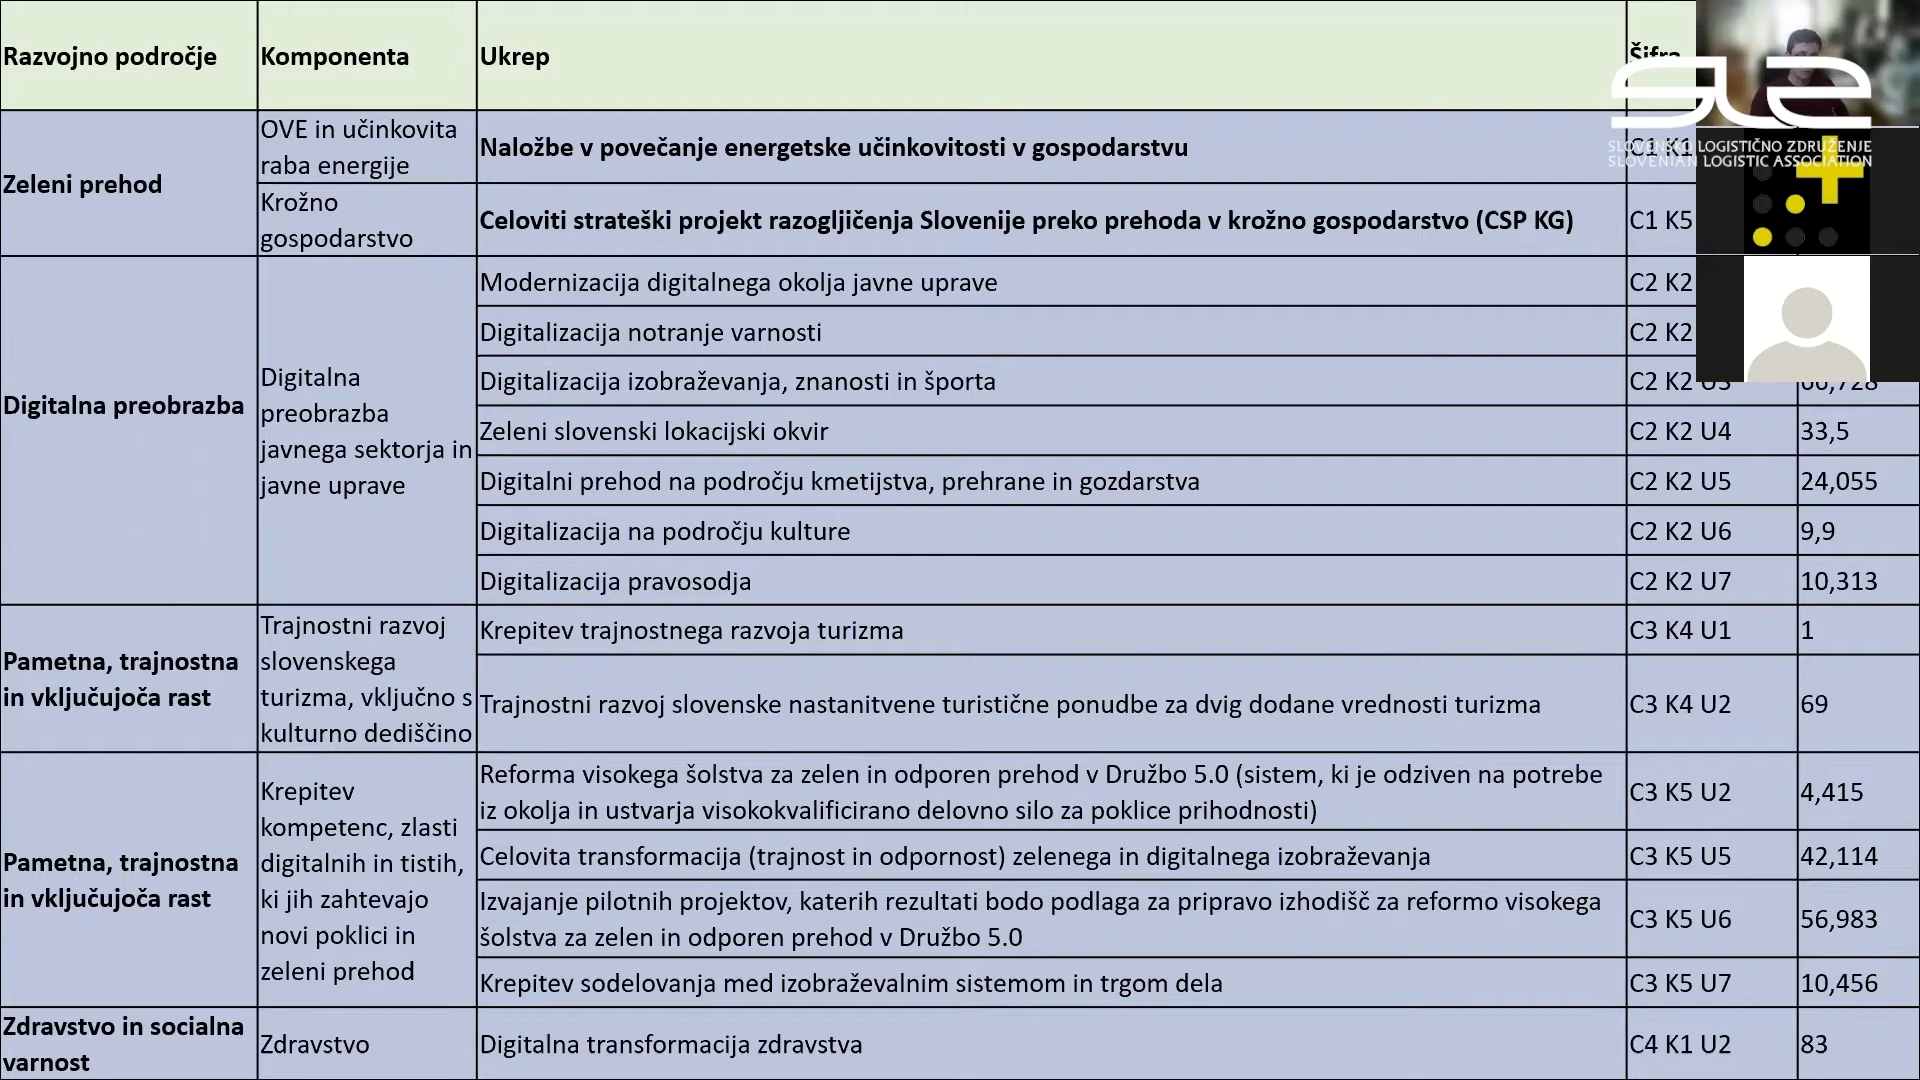 Razvojno področje
Komponenta
Ukrep
Šifra
Zeleni prehod
OVE in učinkovita
raba energije
Naložbe v povečanje energetske učinkovitosti v gospodarstvu
C1 K1
SLOVENSKO LOGISTIČNO ZDRUŽENJE
SLOVENIAN LOGISTIC ASSOCIATION
Krožno
gospodarstvo
Celoviti strateški projekt razogljičenja Slovenije preko prehoda v krožno gospodarstvo (CSP KG)
C1 K5
Digitalna preobrazba
Digitalna
preobrazba
javnega sektorja in
javne uprave
Modernizacija digitalnega okolja javne uprave
C2 K2
Digitalizacija notranje varnosti
C2 K2
Digitalizacija izobraževanja, znanosti in športa
C2 K2 U3
Zeleni slovenski lokacijski okvir
C2 K2 U4
33,5
Digitalni prehod na področju kmetijstva, prehrane in gozdarstva
C2 K2 U5
24,055
Digitalizacija na področju kulture
C2 K2 U6
9,9
Digitalizacija pravosodja
C2 K2 U7
10,313
Pametna, trajnostna
in vključujoča rast
Trajnostni razvoj
slovenskega
turizma, vključno s
kulturno dediščino
Krepitev trajnostnega razvoja turizma
C3 K4 U1
1
Trajnostni razvoj slovenske nastanitvene turistične ponudbe za dvig dodane vrednosti turizma
C3 K4 U2
69
Pametna, trajnostna
in vključujoča rast
Krepitev
kompetenc, zlasti
digitalnih in tistih,
ki jih zahtevajo
novi poklici in
zeleni prehod
Reforma visokega šolstva za zelen in odporen prehod v Družbo 5.0 (sistem, ki je odziven na potrebe
iz okolja in ustvarja visokokvalificirano delovno silo za poklice prihodnosti)
C3 K5 U2
4,415
Celovita transformacija (trajnost in odpornost) zelenega in digitalnega izobraževanja
C3 K5 U5
42,114
Izvajanje pilotnih projektov, katerih rezultati bodo podlaga za pripravo izhodišč za reformo visokega
šolstva za zelen in odporen prehod v Družbo 5.0
C3 K5 U6
56,983
Krepitev sodelovanja med izobraževalnim sistemom in trgom dela
C3 K5 U7
10,456
Zdravstvo in socialna
varnost
Zdravstvo
Digitalna transformacija zdravstva
C4 K1 U2
83